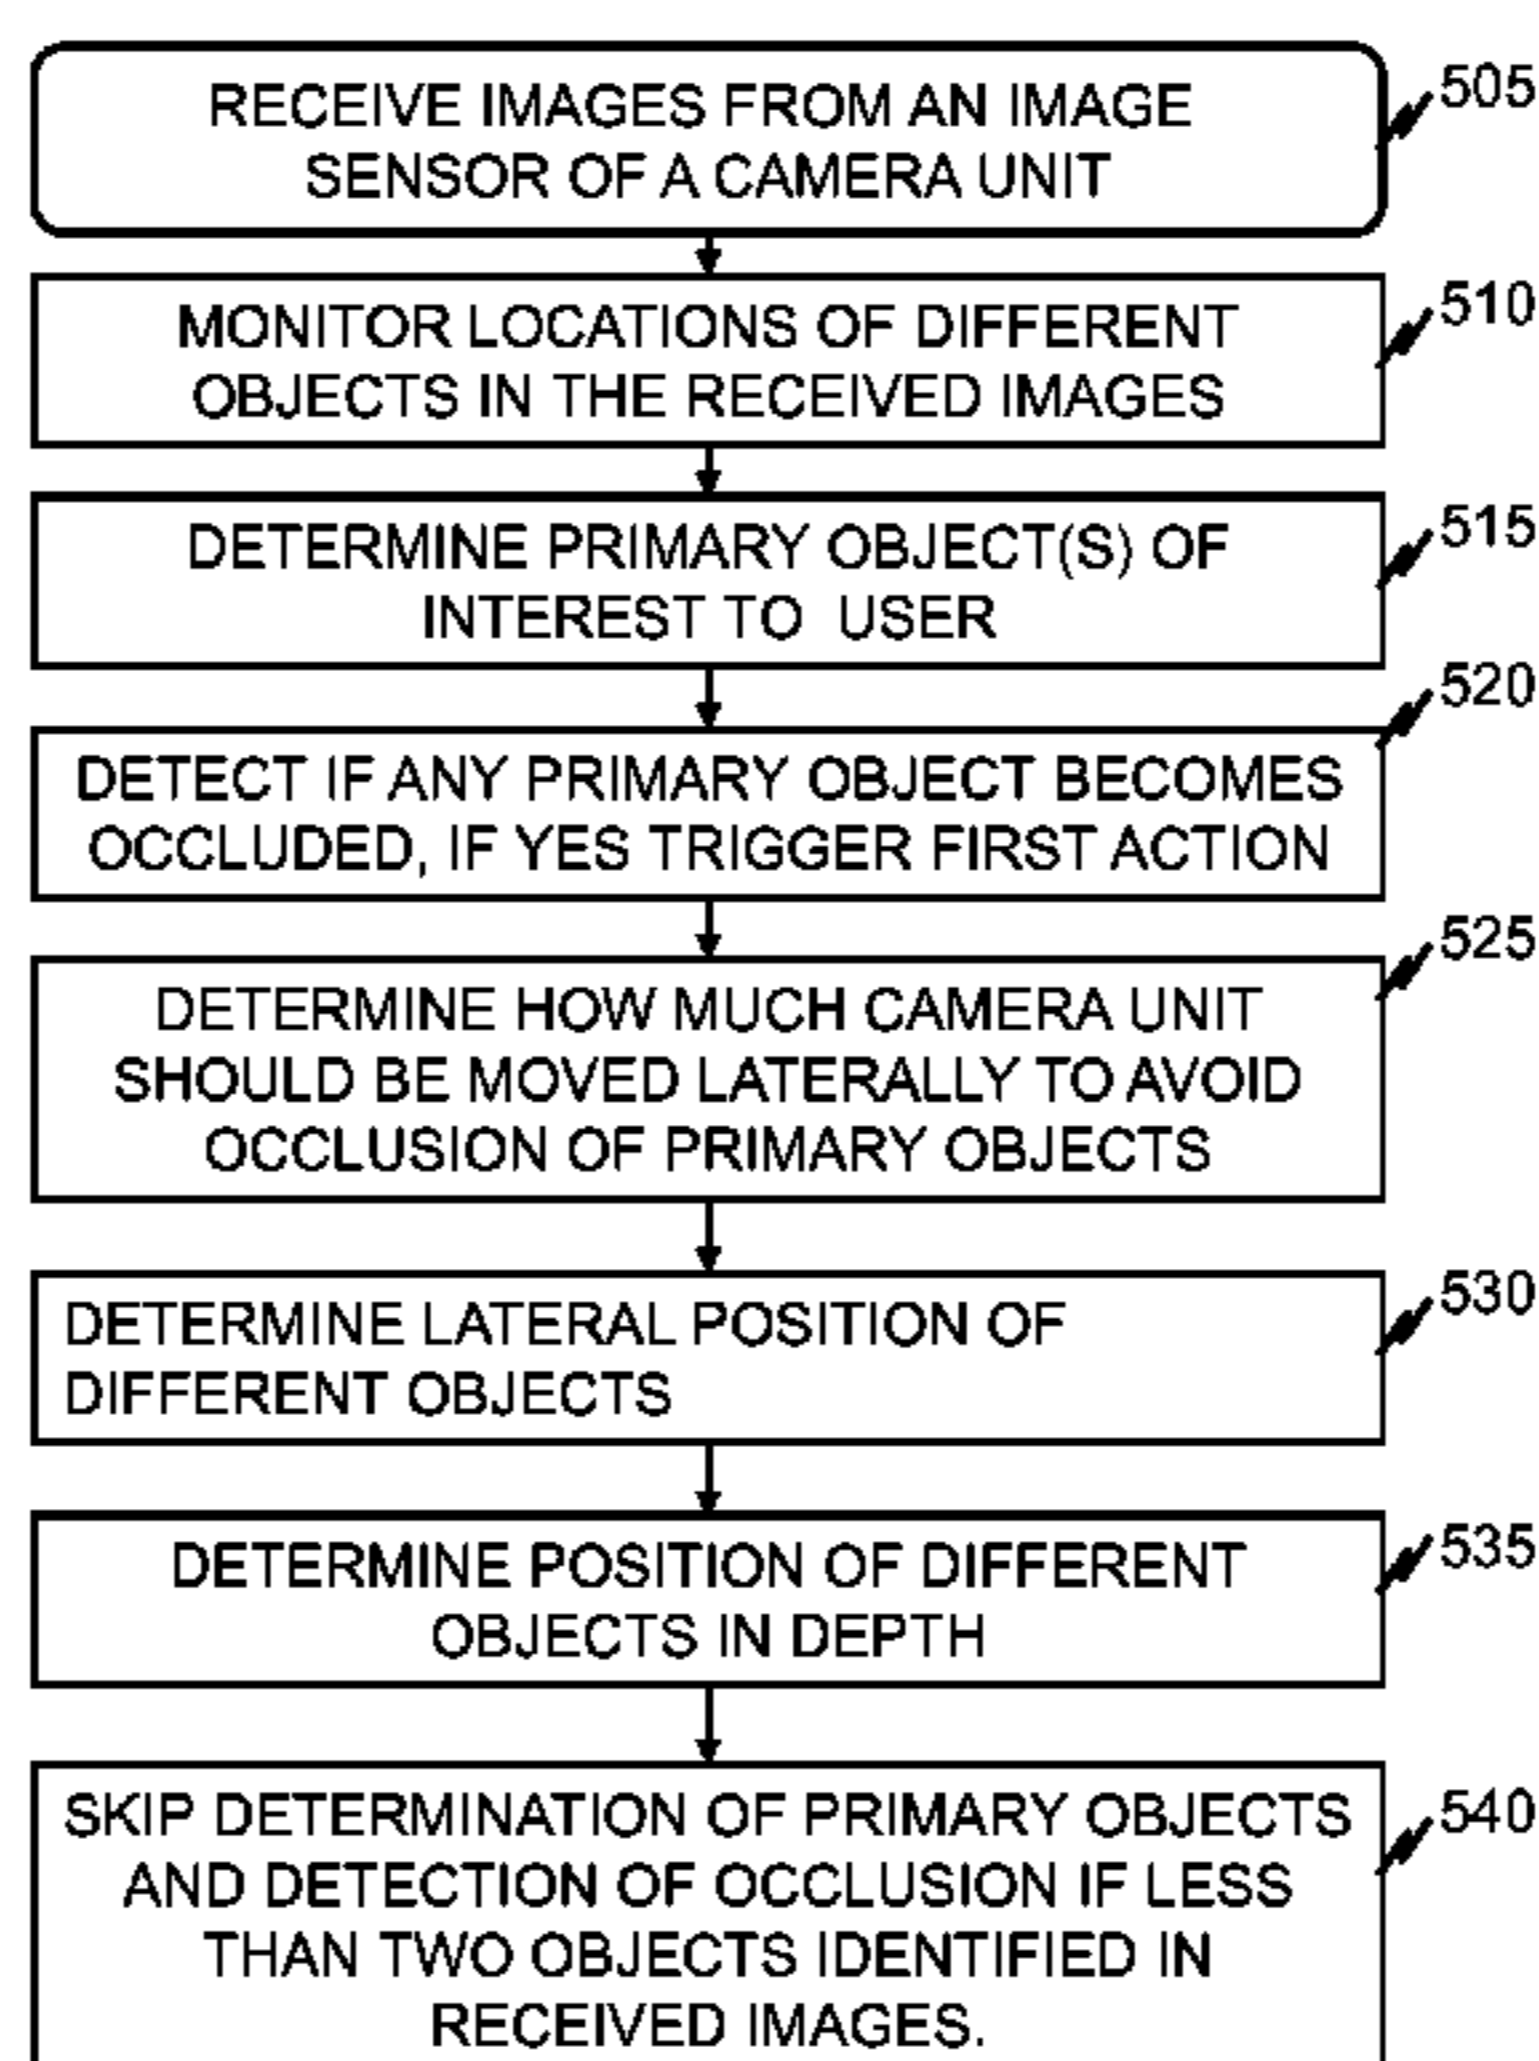 RECEIVE IMAGES FROM AN IMAGE
SENSOR OF A CAMERA UNIT
505
MONITOR LOCATIONS OF DIFFERENT
OBJECTS IN THE RECEIVED IMAGES
510
DETERMINE PRIMARY OBJECT(S) OF
INTEREST TO USER
515
DETECT IF ANY PRIMARY OBJECT BECOMES
OCCLUDED, IF YES TRIGGER FIRST ACTION
520
DETERMINE HOW MUCH CAMERA UNIT
SHOULD BE MOVED LATERALLY TO AVOID
OCCLUSION OF PRIMARY OBJECTS
525
DETERMINE LATERAL POSITION OF
DIFFERENT OBJECTS
530
DETERMINE POSITION OF DIFFERENT
OBJECTS IN DEPTH
535
SKIP DETERMINATION OF PRIMARY OBJECTS
AND DETECTION OF OCCLUSION IF LESS
THAN TWO OBJECTS IDENTIFIED IN
RECEIVED IMAGES.
540